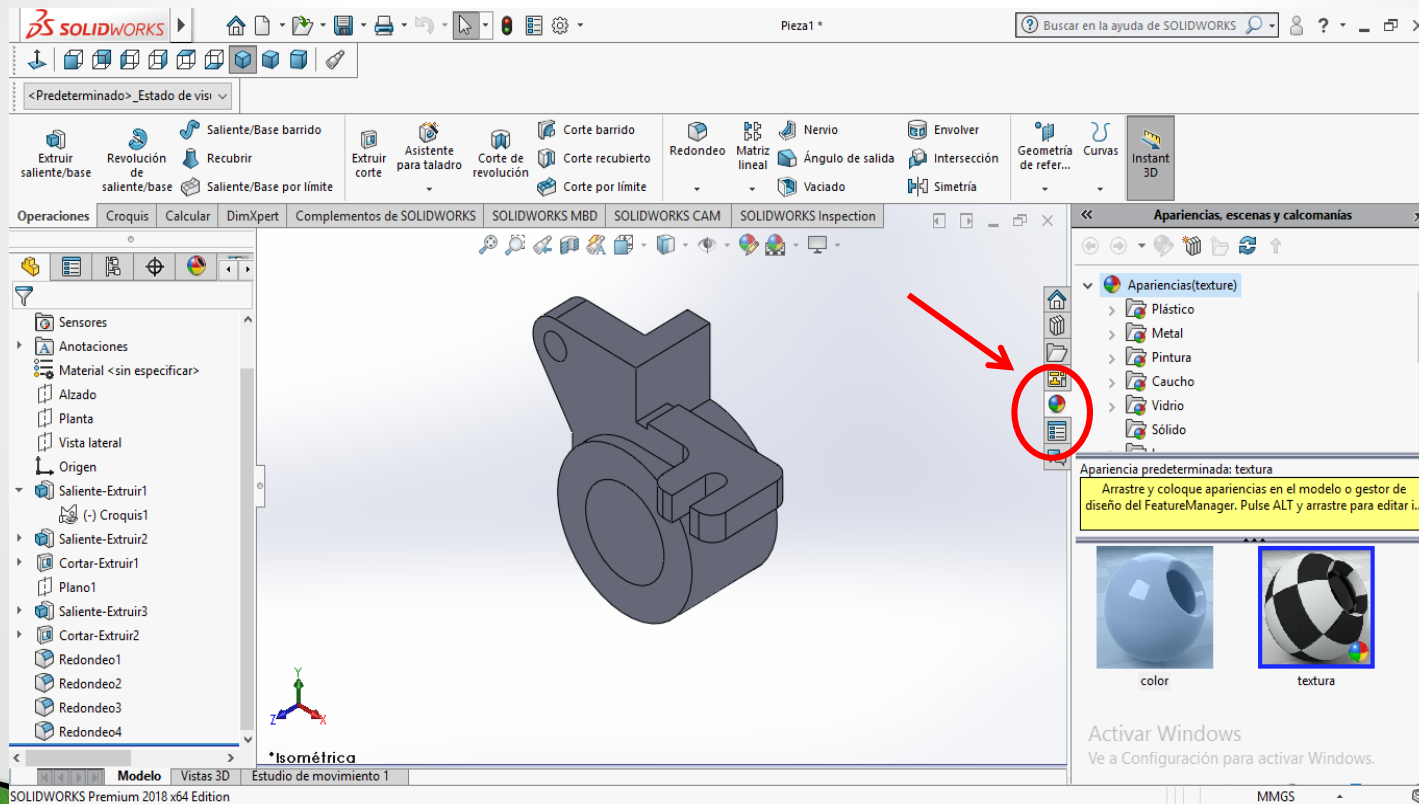 SOLIDWORKS
Pieza1 *
Buscar en la ayuda de SOLIDWORKS
<Predeterminado>_Estado de visi
Extruir
saliente/base
Revolución
de
saliente/base
Saliente/Base barrido
Recubrir
Saliente/Base por límite
Extruir
corte
Asistente
para taladro
Corte de
revolución
Corte barrido
Corte recubierto
Corte por límite
Redondeo
Matriz
lineal
Nervio
Ángulo de salida
Vaciado
Envolver
Intersección
Simetría
Geometría
de refer...
Curvas
Instant
3D
Operaciones
Croquis
Calcular
DimXpert
Complementos de SOLIDWORKS
SOLIDWORKS MBD
SOLIDWORKS CAM
SOLIDWORKS Inspection
Apariencias, escenas y calcomanías
Sensores
Anotaciones
Material <sin especificar>
Alzado
Planta
Vista lateral
Origen
Saliente-Extruir1
(-) Croquis1
Saliente-Extruir2
Cortar-Extruir1
Plano1
Saliente-Extruir3
Cortar-Extruir2
Redondeo1
Redondeo2
Redondeo3
Redondeo4
Y
Z
X
*Isométrica
Apariencias(texture)
Plástico
Metal
Pintura
Caucho
Vidrio
Sólido
Apariencia predeterminada: textura
Arrastre y coloque apariencias en el modelo o gestor de
diseño del FeatureManager. Pulse ALT y arrastre para editar i...
color
textura
Activar Windows
Ve a Configuración para activar Windows.
Modelo
Vistas 3D
Estudio de movimiento 1
SOLIDWORKS Premium 2018 x64 Edition
MMGS